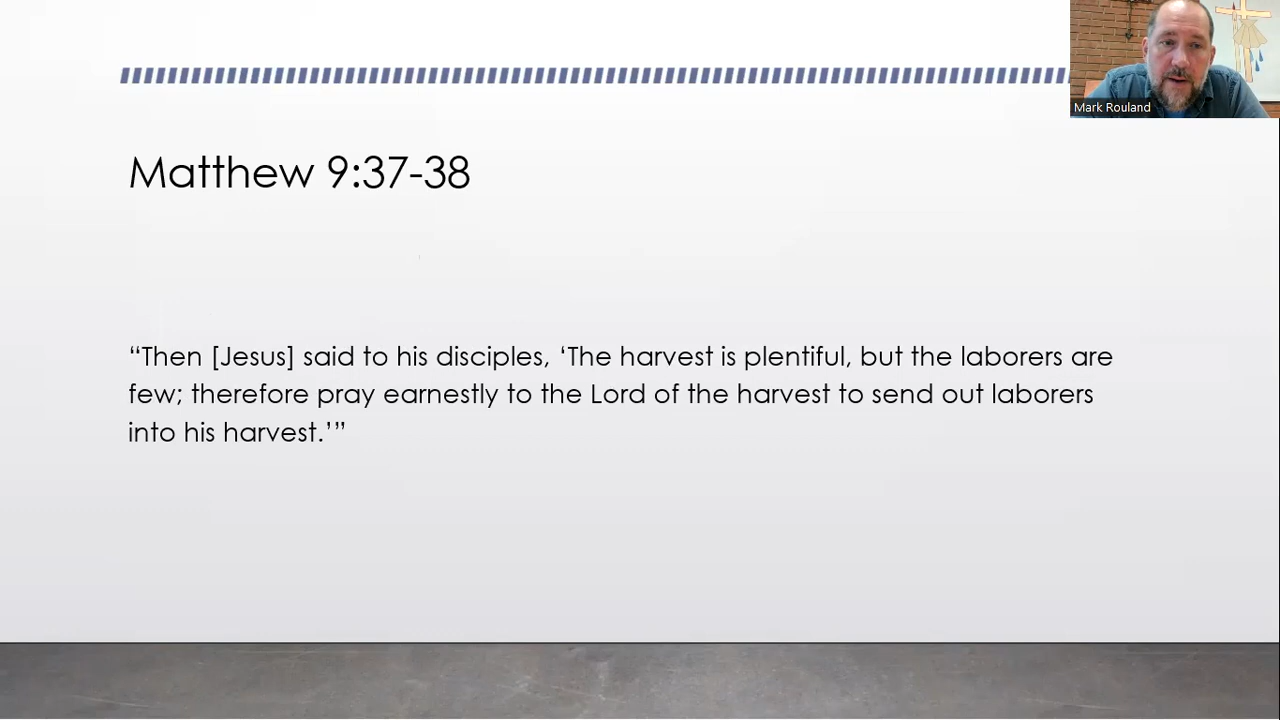 Mark Rouland
Matthew 9:37-38
“Then [Jesus] said to his disciples, ‘The harvest is plentiful, but the laborers are
few; therefore pray earnestly to the Lord of the harvest to send out laborers
into his harvest.’”